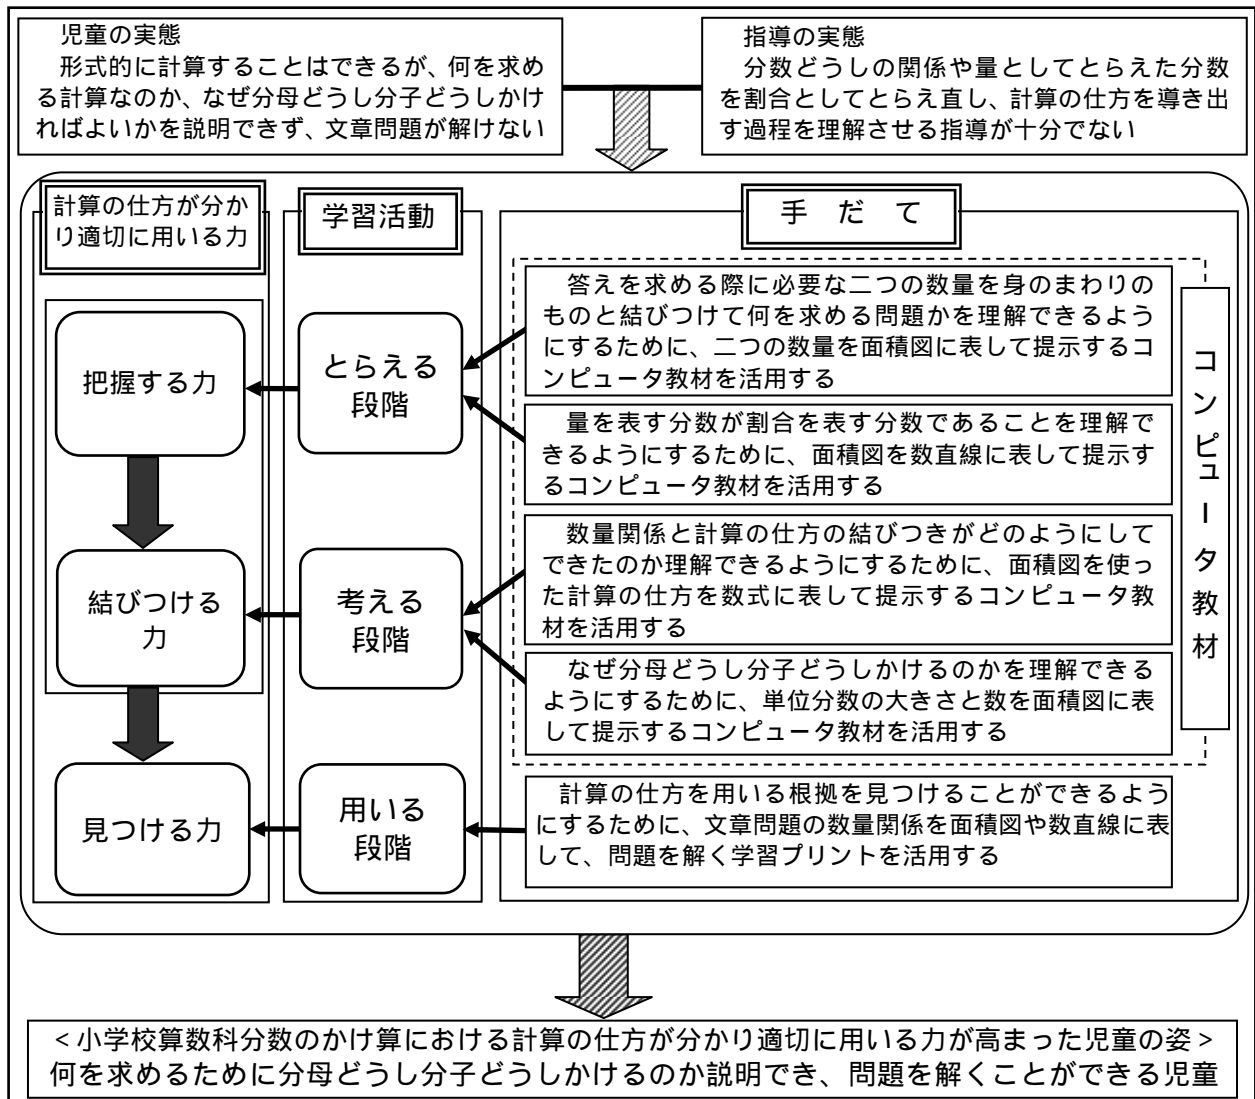 児童の実態
形式的に計算することはできるが、何を求め
る計算なのか、なぜ分母どうし分子どうしかけ
ればよいかを説明できず、文章問題が解けない
指導の実態
分数どうしの関係や量としてとらえた分数
を割合としてとらえ直し、計算の仕方を導き出
す過程を理解させる指導が十分でない
計算の仕方が分か
り適切に用いる力
学習活動
手だて
把握する力
とらえる
段階
答えを求める際に必要な二つの数量を身のまわりの
ものと結びつけて何を求める問題かを理解できるよう
にするために、二つの数量を面積図に表して提示するコ
ンピュータ教材を活用する
量を表す分数が割合を表す分数であることを理解で
きるようにするために、面積図を数直線に表して提示す
るコンピュータ教材を活用する
結びつける
力
考える
段階
数量関係と計算の仕方の結びつきがどのようにして
できたのか理解できるようにするために、面積図を使っ
た計算の仕方を数式に表して提示するコンピュータ教
材を活用する
なぜ分母どうし分子どうしかけるのかを理解できる
ようにするために、単位分数の大きさと数を面積図に表
して提示するコンピュータ教材を活用する
コンピュータ教材
見つける力
用いる
段階
計算の仕方を用いる根拠を見つけることができるよう
にするために、文章問題の数量関係を面積図や数直線に表
して、問題を解く学習プリントを活用する
<小学校算数科分数のかけ算における計算の仕方が分かり適切に用いる力が高まった児童の姿>
何を求めるために分母どうし分子どうしかけるのか説明でき、問題を解くことができる児童